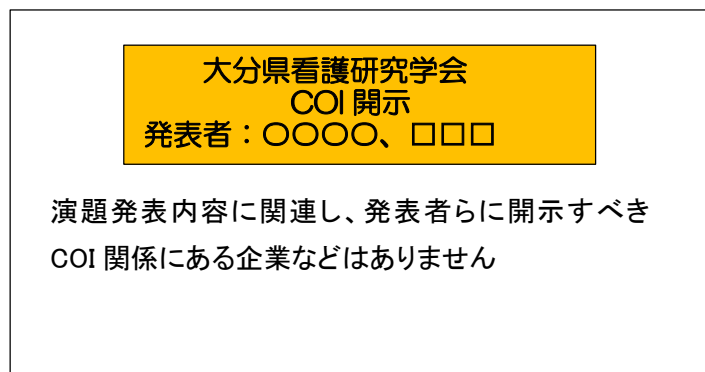 大分県看護研究学会
COI 開示
発表者：〇〇〇〇、□□□
演題発表内容に関連し、発表者らに開示すべき
COI 関係にある企業などはありません